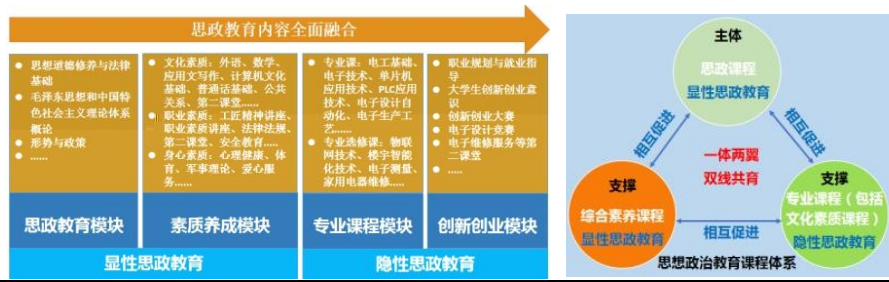 思政教育内容全面融合
● 思想道德修养与法律
基础
● 毛泽东思想和中国特
色社会主义理论体系
概论
● 形势与政策
● ......
● 文化素质：外语、数学、
应用文写作、计算机文化
基础、普通话基础、公共
关系、第二课堂......
● 职业素质：工匠精神讲座、
职业素质讲座、法律法规、
第二课堂、安全教育....
● 身心素质：心理健康、体
育、军事理论、爱心服
务......
● 专业课：电工基础、
电子技术、单片机
应用技术、PLC应用
技术、电子设计自
动化、电子生产工
艺......
● 专业选修课：物联
网技术、楼宇智能
化技术、电子测量、
家用电器维修.....
● 职业规划与就业指
导
● 大学生创新创业意
识
● 创新创业大赛
● 电子设计竞赛
● 电子维修服务等第
二课堂
● .....
思政教育模块
素质养成模块
专业课程模块
创新创业模块
显性思政教育
隐性思政教育
主体
思政课程
显性思政教育
相互促进
相互促进
一体两翼
双线共育
支撑
综合素养课程
显性思政教育
相互促进
支撑
专业课程（包括
文化素质课程）
隐性思政教育
思想政治教育课程体系